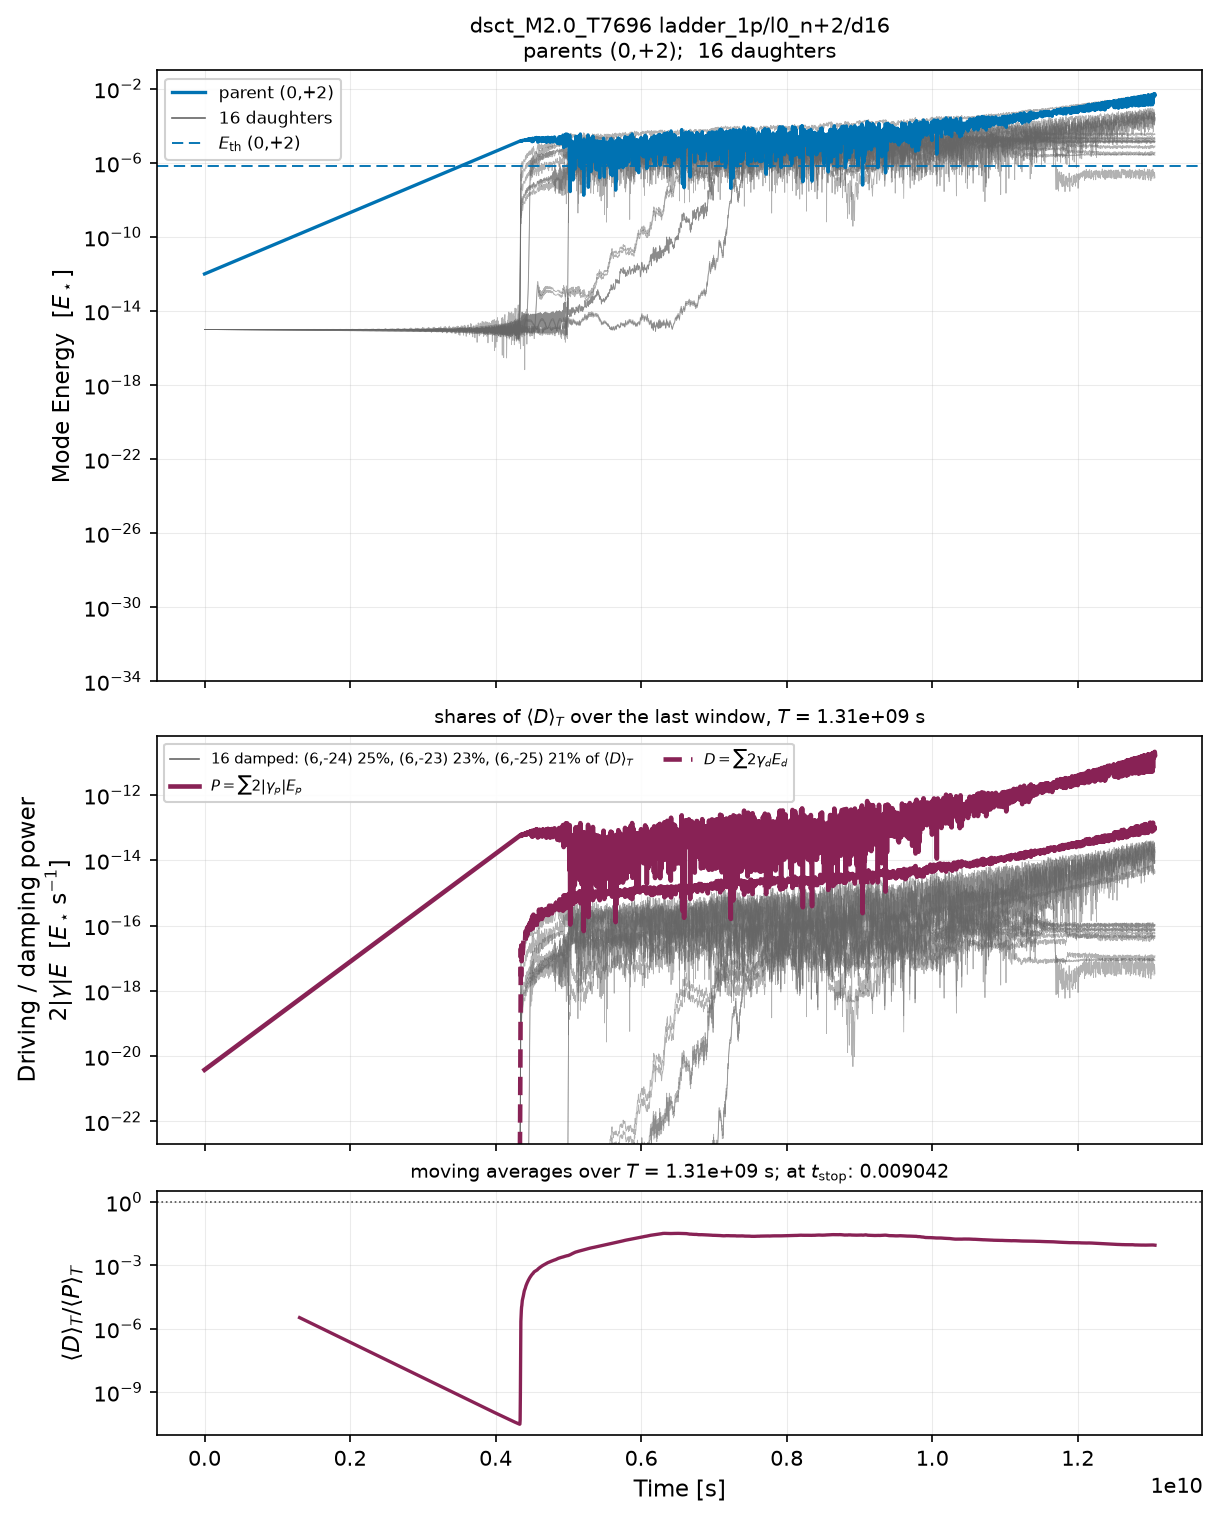 dsct_M2.0_T7696 ladder_1p/l0_n+2/d16
parents (0,+2);  16 daughters
parent (0,+2)
16 daughters
E_th (0,+2)
Mode Energy [E⋆]
10⁻²
10⁻⁶
10⁻¹⁰
10⁻¹⁴
10⁻¹⁸
10⁻²²
10⁻²⁶
10⁻³⁰
10⁻³⁴
shares of ⟨D⟩_T over the last window, T = 1.31e+09 s
16 damped: (6,-24) 25%, (6,-23) 23%, (6,-25) 21% of ⟨D⟩_T
P = ∑2|γ_p|E_p
D = ∑2γ_dE_d
Driving / damping power
2|γ|E [E⋆ s⁻¹]
10⁻¹²
10⁻¹⁴
10⁻¹⁶
10⁻¹⁸
10⁻²⁰
10⁻²²
moving averages over T = 1.31e+09 s; at t_stop: 0.009042
⟨D⟩_T/⟨P⟩_T
10⁰
10⁻³
10⁻⁶
10⁻⁹
0.0 0.2 0.4 0.6 0.8 1.0 1.2
1e10
Time [s]